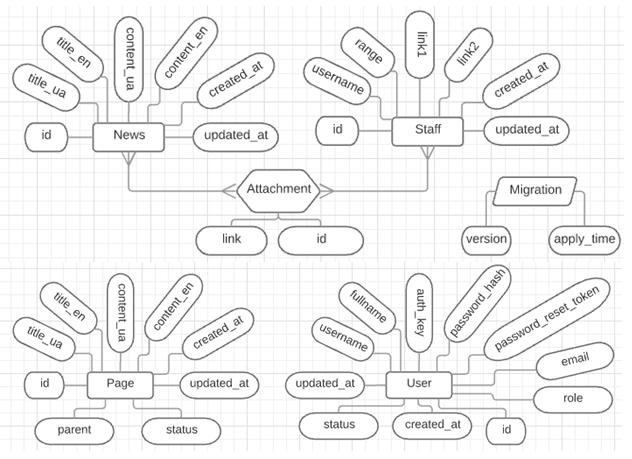 title_ua
title_en
content_ua
content_en
created_at
id
News
updated_at
username
range
link1
link2
created_at
id
Staff
updated_at
Attachment
link
id
Migration
version
apply_time
title_ua
title_en
content_ua
content_en
created_at
id
Page
updated_at
parent
status
username
fullname
auth_key
password_hash
password_reset_token
email
updated_at
User
role
status
created_at
id